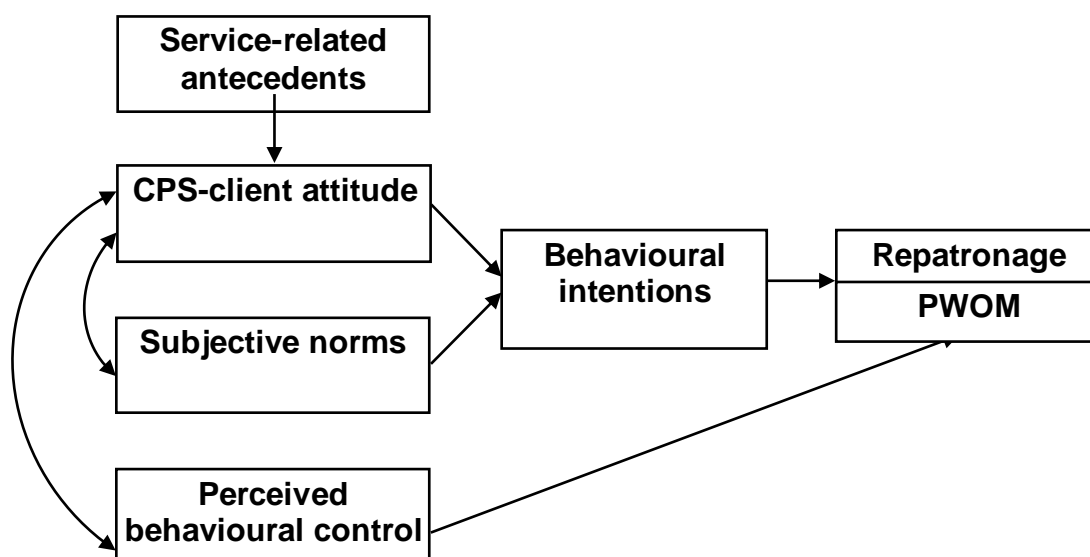 Service-related
antecedents
CPS-client attitude
Subjective norms
Perceived
behavioural control
Behavioural
intentions
Repatronage
PWOM